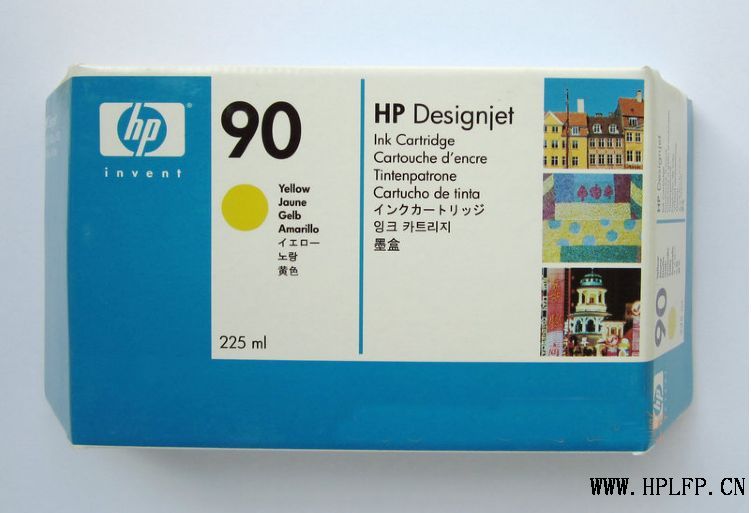 hp
invent
90
Yellow
Jaune
Gelb
Amarillo
イエロー
노랑
黄色
225 ml
HP Designjet
Ink Cartridge
Cartouche d'encre
Tintenpatrone
Cartucho de tinta
インクカートリッジ
잉크 카트리지
墨盒
HP Designjet
90
hp
WWW.HPLFP.CN